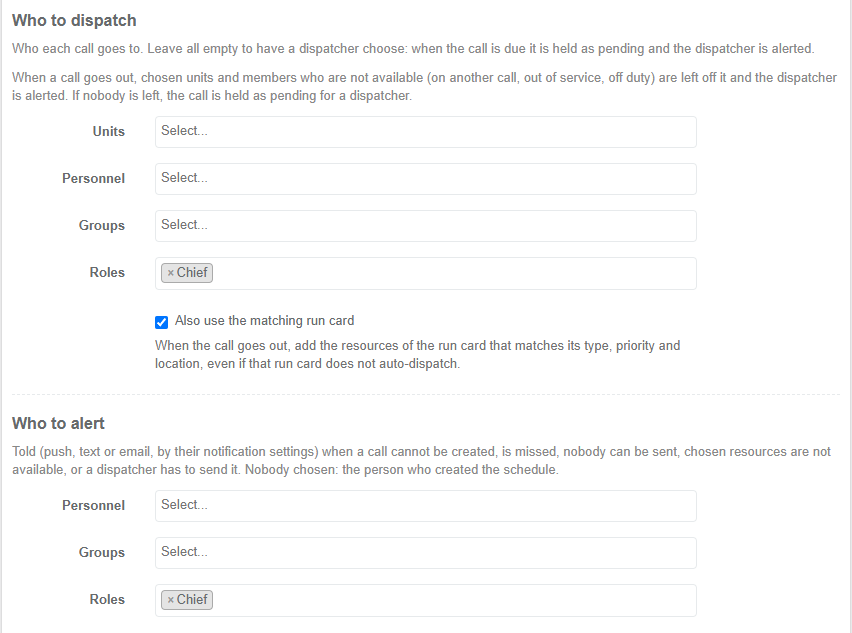 Who to dispatch
Who each call goes to. Leave all empty to have a dispatcher choose: when the call is due it is held as pending and the dispatcher is alerted.
When a call goes out, chosen units and members who are not available (on another call, out of service, off duty) are left off it and the dispatcher
is alerted. If nobody is left, the call is held as pending for a dispatcher.
Units Select...
Personnel Select...
Groups Select...
Roles × Chief
Also use the matching run card
When the call goes out, add the resources of the run card that matches its type, priority and
location, even if that run card does not auto-dispatch.
Who to alert
Told (push, text or email, by their notification settings) when a call cannot be created, is missed, nobody can be sent, chosen resources are not
available, or a dispatcher has to send it. Nobody chosen: the person who created the schedule.
Personnel Select...
Groups Select...
Roles × Chief